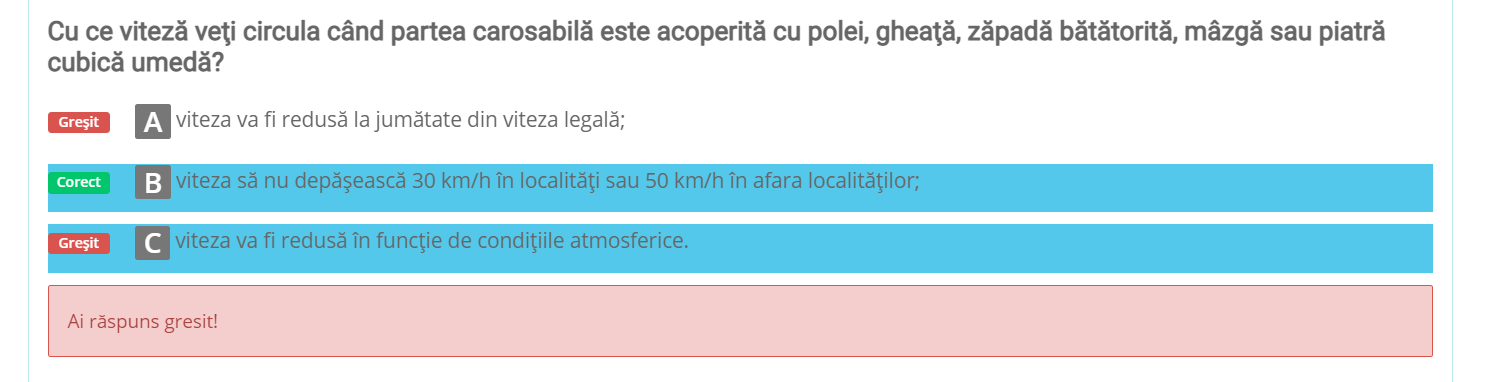 Cu ce viteză veţi circula când partea carosabilă este acoperită cu polei, gheaţă, zăpadă bătătorită, mâzgă sau piatră
cubică umedă?
Greşit A viteza va fi redusă la jumătate din viteza legală;
Corect B viteza să nu depăşească 30 km/h în localităţi sau 50 km/h în afara localităţilor;
Greşit C viteza va fi redusă în funcţie de condiţiile atmosferice.
Ai răspuns gresit!